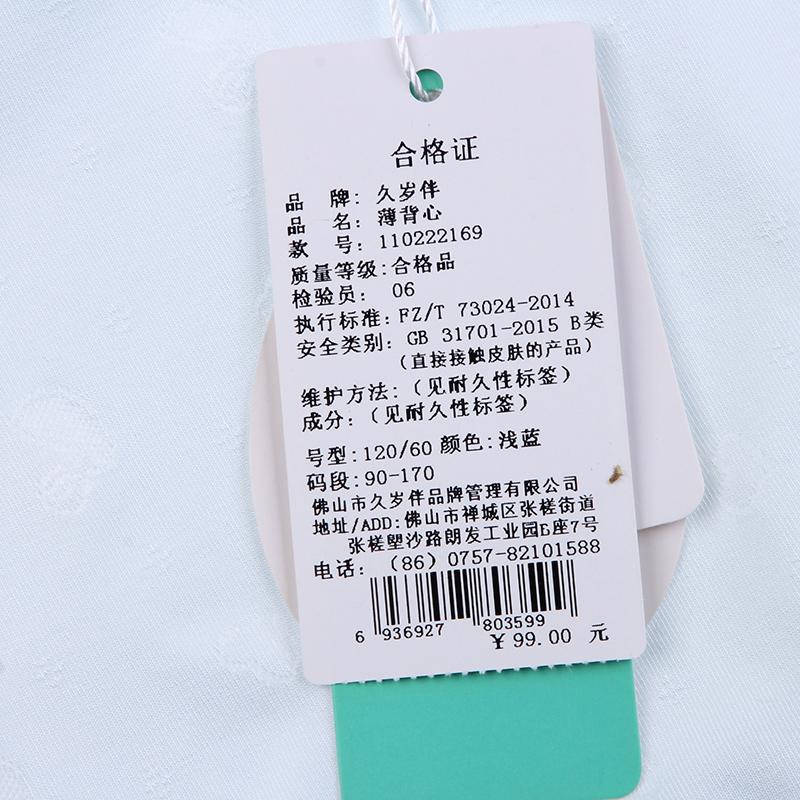 合格证
品 牌: 久岁伴
品 名: 薄背心
款 号: 110222169
质量等级:合格品
检验员: 06
执行标准: FZ/T 73024-2014
安全类别: GB 31701-2015 B类
(直接接触皮肤的产品)
维护方法:(见耐久性标签)
成分:(见耐久性标签)
号型:120/60 颜色:浅蓝
码段:90-170
佛山市久岁伴品牌管理有限公司
地址/ADD:佛山市禅城区张槎街道
张槎塱沙路朗发工业园Б座7号
电话: (86) 0757-82101588
6 936927 803599
¥ 99.00 元